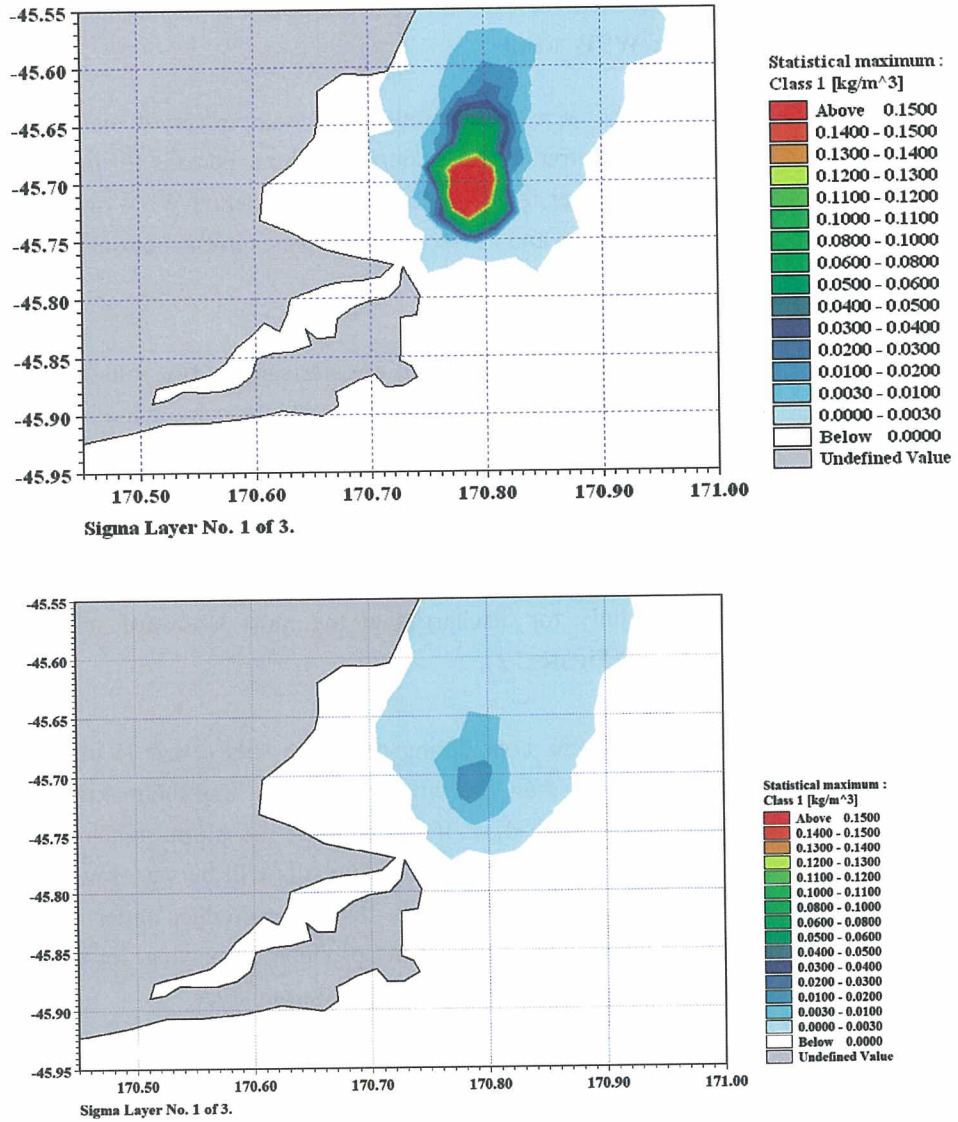 -45.55
-45.60
-45.65
-45.70
-45.75
-45.80
-45.85
-45.90
-45.95
170.50 170.60 170.70 170.80 170.90 171.00
Sigma Layer No. 1 of 3.
Statistical maximum :
Class 1 [kg/m^3]
Above 0.1500
0.1400 - 0.1500
0.1300 - 0.1400
0.1200 - 0.1300
0.1100 - 0.1200
0.1000 - 0.1100
0.0800 - 0.1000
0.0600 - 0.0800
0.0500 - 0.0600
0.0400 - 0.0500
0.0300 - 0.0400
0.0200 - 0.0300
0.0100 - 0.0200
0.0030 - 0.0100
0.0000 - 0.0030
Below 0.0000
Undefined Value
-45.55
-45.60
-45.65
-45.70
-45.75
-45.80
-45.85
-45.90
-45.95
170.50 170.60 170.70 170.80 170.90 171.00
Sigma Layer No. 1 of 3.
Statistical maximum :
Class 1 [kg/m^3]
Above 0.1500
0.1400 - 0.1500
0.1300 - 0.1400
0.1200 - 0.1300
0.1100 - 0.1200
0.1000 - 0.1100
0.0800 - 0.1000
0.0600 - 0.0800
0.0500 - 0.0600
0.0400 - 0.0500
0.0300 - 0.0400
0.0200 - 0.0300
0.0100 - 0.0200
0.0030 - 0.0100
0.0000 - 0.0030
Below 0.0000
Undefined Value